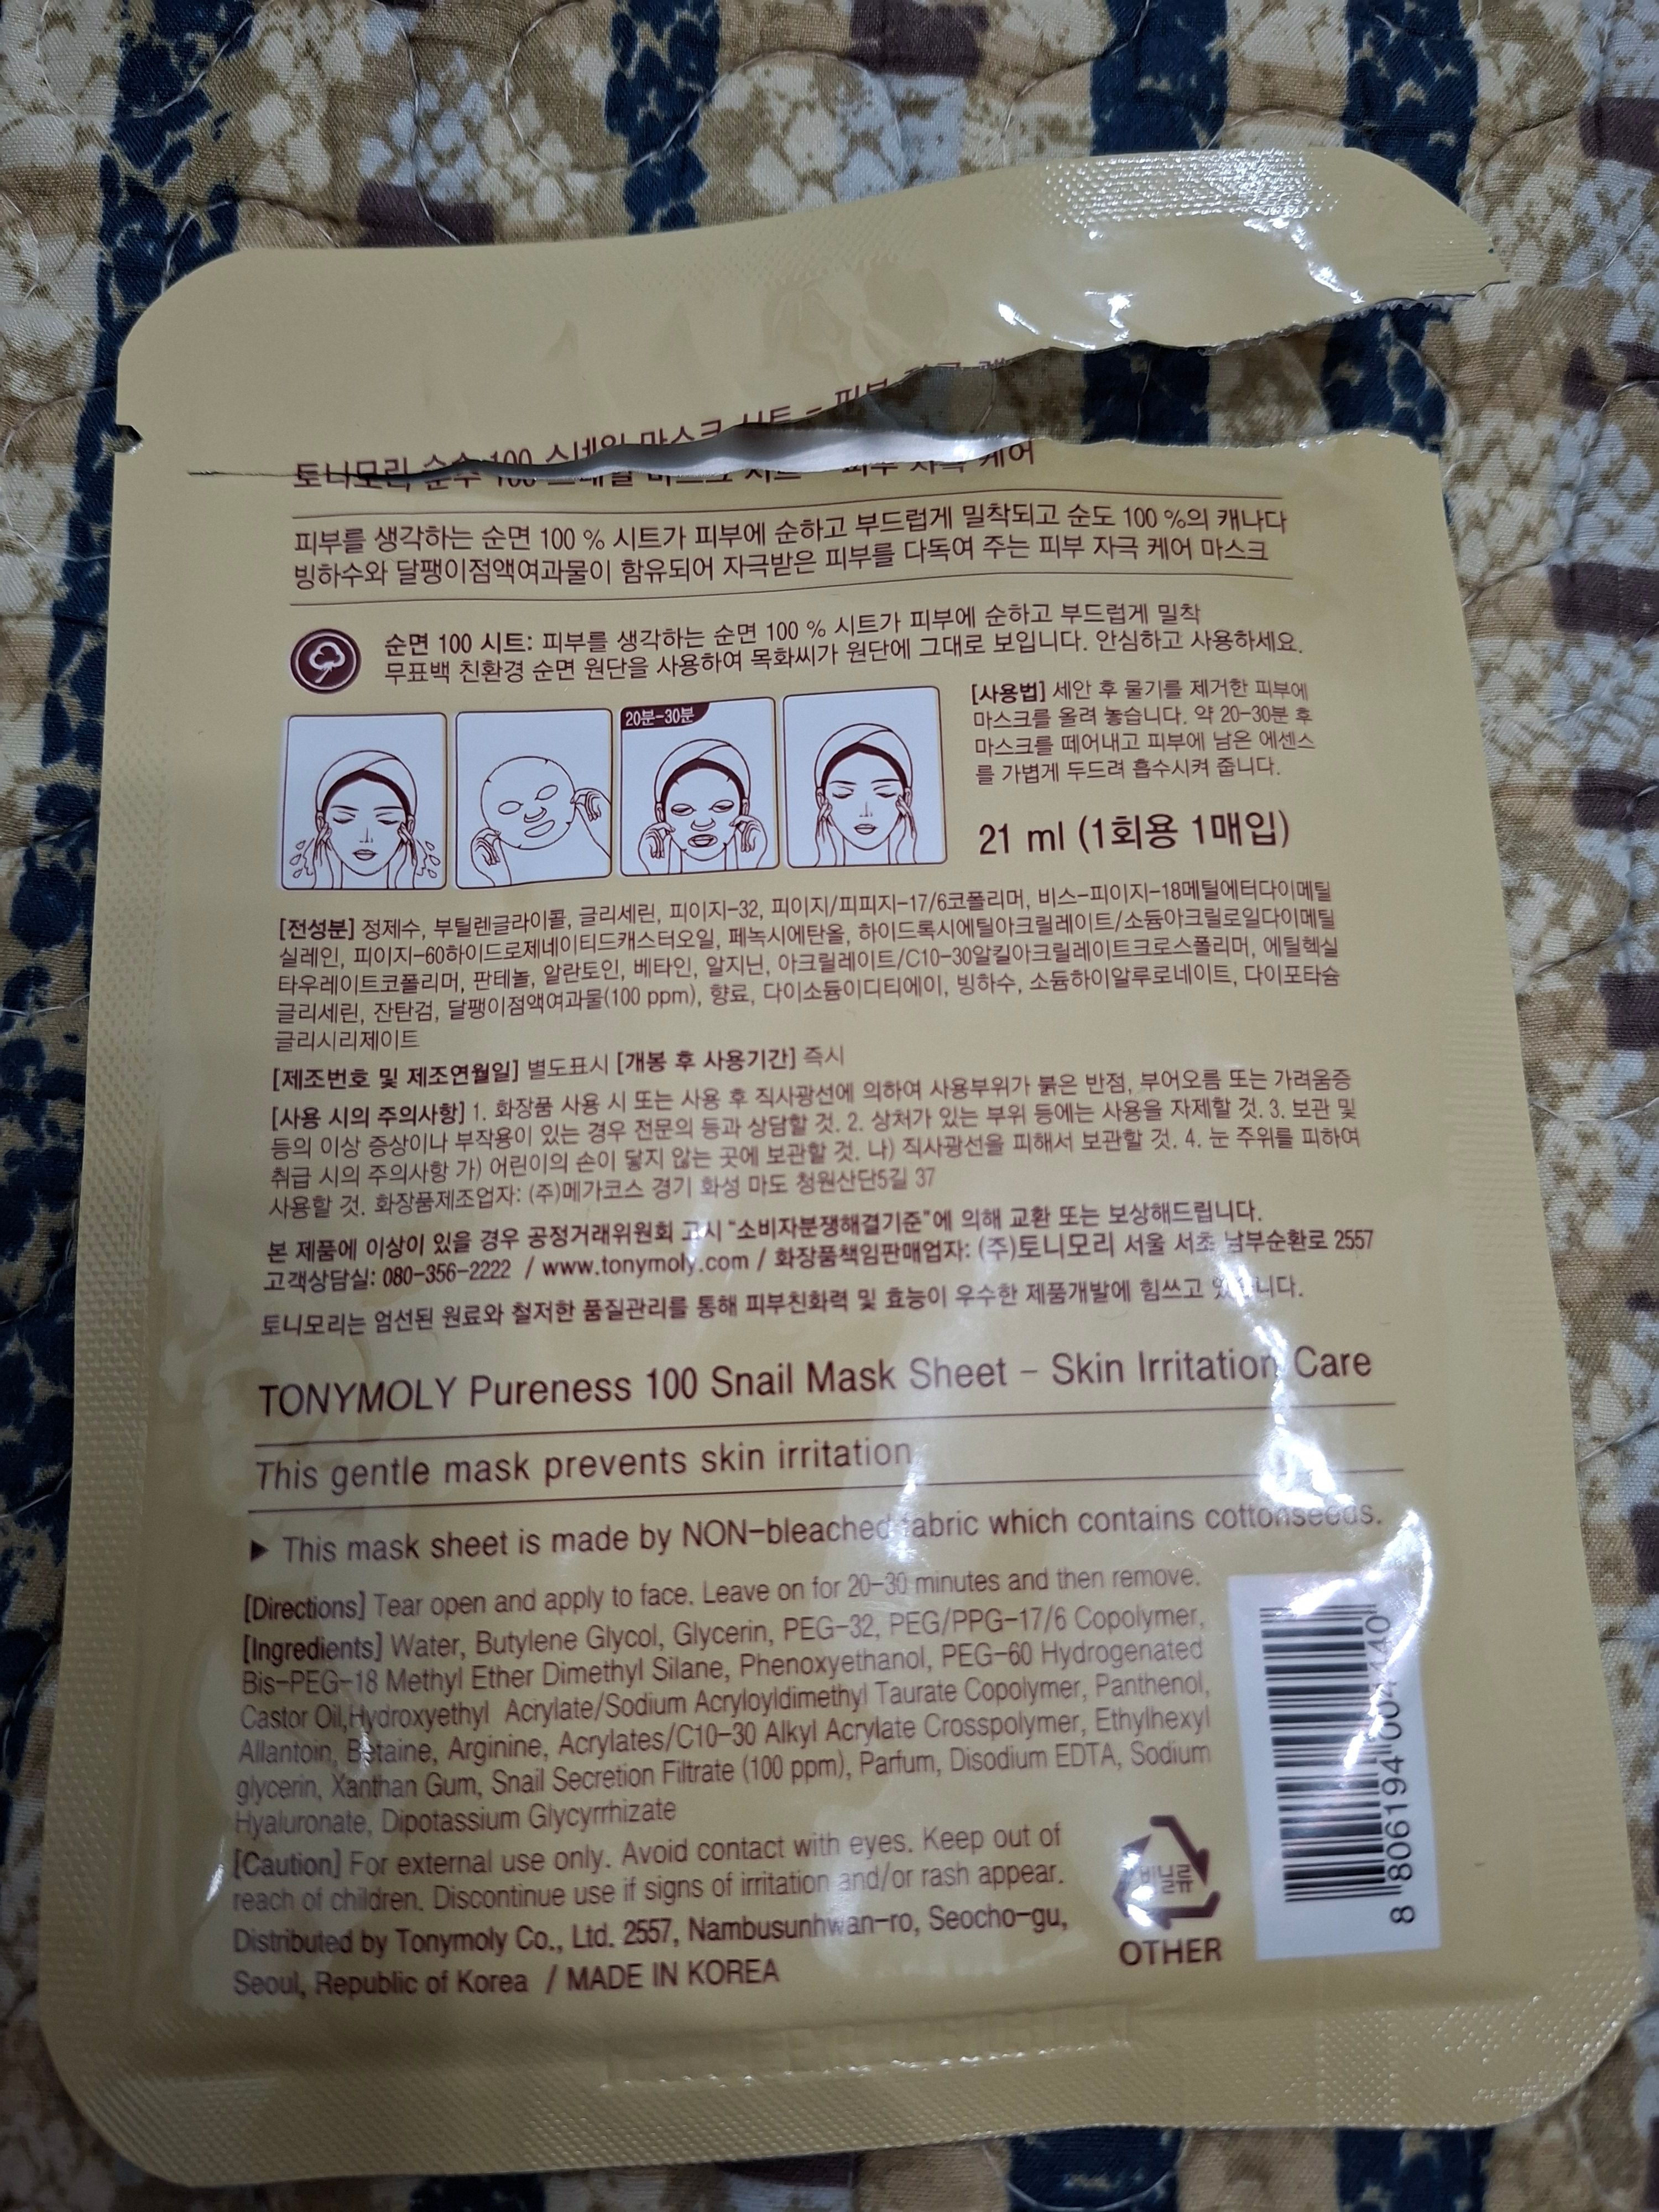 토니모리 순수 100 스네일 마스크 시트 - 피부 자극 케어
피부를 생각하는 순면 100 % 시트가 피부에 순하고 부드럽게 밀착되고 순도 100 %의 캐나다
빙하수와 달팽이점액여과물이 함유되어 자극받은 피부를 다독여 주는 피부 자극 케어 마스크
순면 100 시트: 피부를 생각하는 순면 100 % 시트가 피부에 순하고 부드럽게 밀착
무표백 친환경 순면 원단을 사용하여 목화씨가 원단에 그대로 보입니다. 안심하고 사용하세요.
20분-30분
[사용법] 세안 후 물기를 제거한 피부에
마스크를 올려 놓습니다. 약 20-30분 후
마스크를 떼어내고 피부에 남은 에센스
를 가볍게 두드려 흡수시켜 줍니다.
21 ml (1회용 1매입)
[전성분] 정제수, 부틸렌글라이콜, 글리세린, 피이지-32, 피이지/피피지-17/6코폴리머, 비스-피이지-18메틸에터다이메틸
실레인, 피이지-60하이드로제네이티드캐스터오일, 페녹시에탄올, 하이드록시에틸아크릴레이트/소듐아크릴로일다이메틸
타우레이트코폴리머, 판테놀, 알란토인, 베타인, 알지닌, 아크릴레이트/C10-30알킬아크릴레이트크로스폴리머, 에틸헥실
글리세린, 잔탄검, 달팽이점액여과물(100 ppm), 향료, 다이소듐이디티에이, 빙하수, 소듐하이알루로네이트, 다이포타슘
글리시리제이트
[제조번호 및 제조연월일] 별도표시 [개봉 후 사용기간] 즉시
[사용 시의 주의사항] 1. 화장품 사용 시 또는 사용 후 직사광선에 의하여 사용부위가 붉은 반점, 부어오름 또는 가려움증
등의 이상 증상이나 부작용이 있는 경우 전문의 등과 상담할 것. 2. 상처가 있는 부위 등에는 사용을 자제할 것. 3. 보관 및
취급 시의 주의사항 가) 어린이의 손이 닿지 않는 곳에 보관할 것. 나) 직사광선을 피해서 보관할 것. 4. 눈 주위를 피하여
사용할 것. 화장품제조업자: (주)메가코스 경기 화성 마도 청원산단5길 37
본 제품에 이상이 있을 경우 공정거래위원회 고시 "소비자분쟁해결기준"에 의해 교환 또는 보상해드립니다.
고객상담실: 080-356-2222 / www.tonymoly.com / 화장품책임판매업자: (주)토니모리 서울 서초 남부순환로 2557
토니모리는 엄선된 원료와 철저한 품질관리를 통해 피부친화력 및 효능이 우수한 제품개발에 힘쓰고
TONYMOLY Pureness 100 Snail Mask Sheet - Skin Irritation Care
This gentle mask prevents skin irritation
▶ This mask sheet is made by NON-bleached fabric which contains cottonseeds.
[Directions] Tear open and apply to face. Leave on for 20-30 minutes and then remove.
[Ingredients] Water, Butylene Glycol, Glycerin, PEG-32, PEG/PPG-17/6 Copolymer,
Bis-PEG-18 Methyl Ether Dimethyl Silane, Phenoxyethanol, PEG-60 Hydrogenated
Castor Oil,Hydroxyethyl Acrylate/Sodium Acryloyldimethyl Taurate Copolymer, Panthenol,
Allantoin, Betaine, Arginine, Acrylates/C10-30 Alkyl Acrylate Crosspolymer, Ethylhexyl
glycerin, Xanthan Gum, Snail Secretion Filtrate (100 ppm), Parfum, Disodium EDTA, Sodium
Hyaluronate, Dipotassium Glycyrrhizate
[Caution] For external use only. Avoid contact with eyes. Keep out of
reach of children. Discontinue use if signs of irritation and/or rash appear.
Distributed by Tonymoly Co., Ltd. 2557, Nambusunhwan-ro, Seocho-gu,
Seoul, Republic of Korea / MADE IN KOREA
비닐류
OTHER